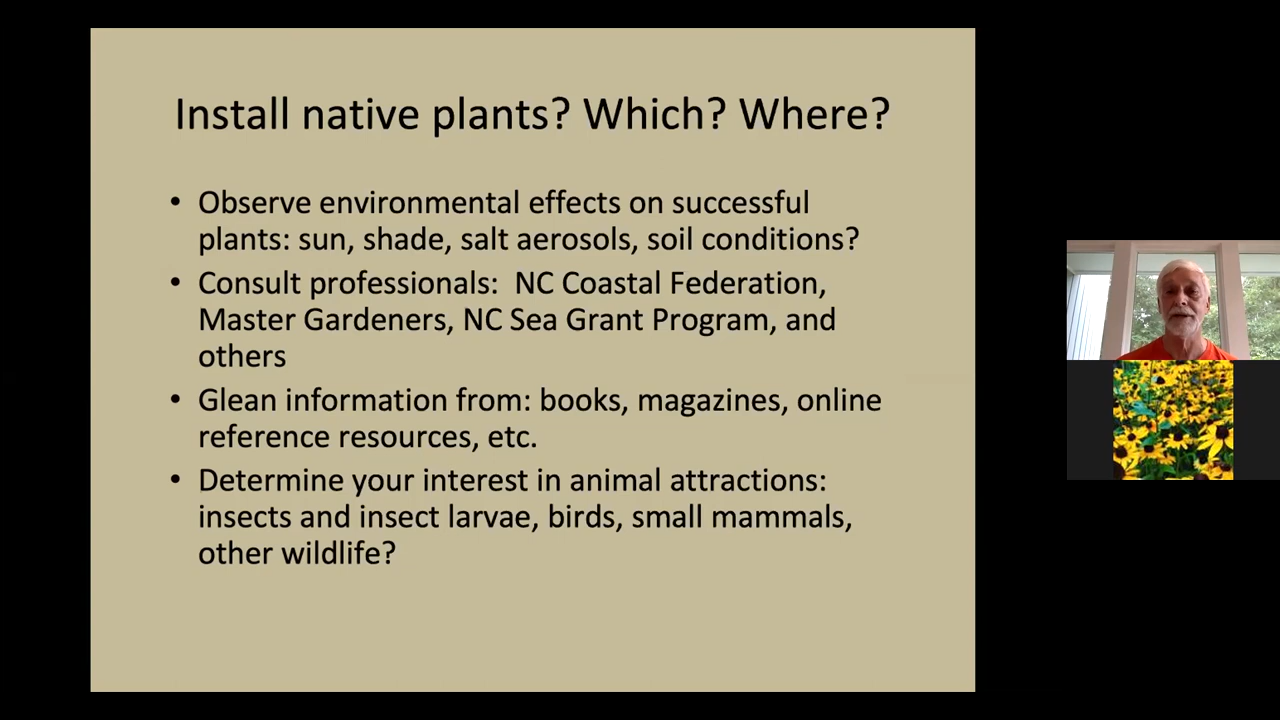 Install native plants? Which? Where?
• Observe environmental effects on successful
plants: sun, shade, salt aerosols, soil conditions?
• Consult professionals:  NC Coastal Federation,
Master Gardeners, NC Sea Grant Program, and
others
• Glean information from: books, magazines, online
reference resources, etc.
• Determine your interest in animal attractions:
insects and insect larvae, birds, small mammals,
other wildlife?